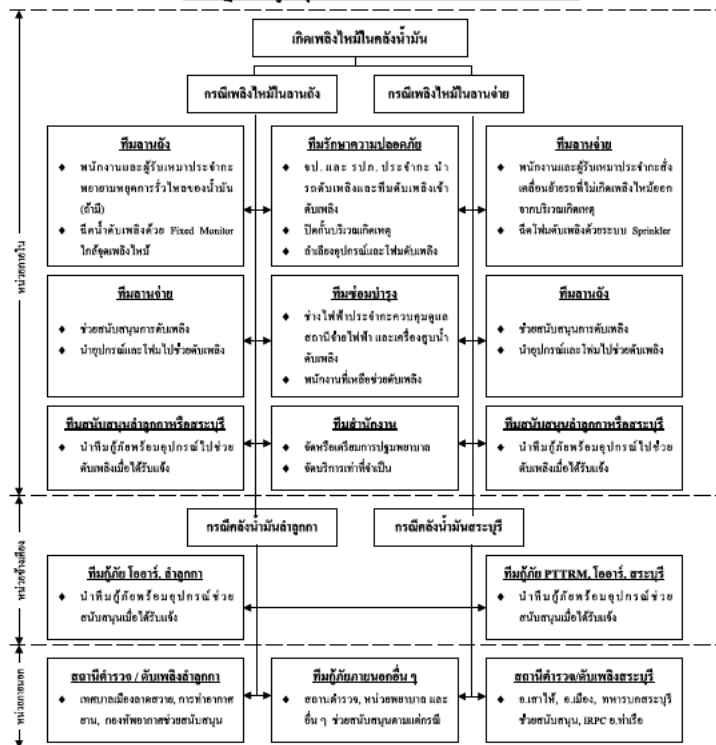 เกิดเพลิงไหม้ในคลังน้ำมัน
กรณีเพลิงไหม้ในลานถัง
กรณีเพลิงไหม้ในลานจ่าย
หน่วยภายใน
ทีมลานถัง
♦ พนักงานและผู้รับเหมาประจำกะ
พยายามหยุดการรั่วไหลของน้ำมัน
(ถ้ามี)
♦ ฉีดน้ำดับเพลิงด้วย Fixed Monitor
ใกล้จุดเพลิงไหม้
ทีมรักษาความปลอดภัย
♦ จป. และ รปภ. ประจำกะ นำ
รถดับเพลิงและทีมดับเพลิงเข้า
ดับเพลิง
♦ ปิดกั้นบริเวณเกิดเหตุ
♦ ลำเลียงอุปกรณ์และโฟมดับเพลิง
ทีมลานจ่าย
♦ พนักงานและผู้รับเหมาประจำกะสั่ง
เคลื่อนย้ายรถที่ไม่เกิดเพลิงไหม้ออก
จากบริเวณเกิดเหตุ
♦ ฉีดโฟมดับเพลิงด้วยระบบ Sprinkler
ทีมลานจ่าย
♦ ช่วยสนับสนุนการดับเพลิง
♦ นำอุปกรณ์และโฟมไปช่วยดับเพลิง
ทีมซ่อมบำรุง
♦ ช่างไฟฟ้าประจำกะควบคุมดูแล
สถานีจ่ายไฟฟ้า และเครื่องสูบน้ำ
ดับเพลิง
♦ พนักงานที่เหลือช่วยดับเพลิง
ทีมลานถัง
♦ ช่วยสนับสนุนการดับเพลิง
♦ นำอุปกรณ์และโฟมไปช่วยดับเพลิง
ทีมสนับสนุนลำลูกกาหรือสระบุรี
♦ นำทีมกู้ภัยพร้อมอุปกรณ์ไปช่วย
ดับเพลิงเมื่อได้รับแจ้ง
ทีมสำนักงาน
♦ จัดหรือเตรียมการปฐมพยาบาล
♦ จัดบริการเท่าที่จำเป็น
ทีมสนับสนุนลำลูกกาหรือสระบุรี
♦ นำทีมกู้ภัยพร้อมอุปกรณ์ไปช่วย
ดับเพลิงเมื่อได้รับแจ้ง
กรณีคลังน้ำมันลำลูกกา
กรณีคลังน้ำมันสระบุรี
หน่วยข้างเคียง
ทีมกู้ภัย โออาร์. ลำลูกกา
♦ นำทีมกู้ภัยพร้อมอุปกรณ์ช่วย
สนับสนุนเมื่อได้รับแจ้ง
ทีมกู้ภัย PTTRM, โออาร์. สระบุรี
♦ นำทีมกู้ภัยพร้อมอุปกรณ์ช่วย
สนับสนุนเมื่อได้รับแจ้ง
หน่วยภายนอก
สถานีตำรวจ / ดับเพลิงลำลูกกา
♦ เทศบาลเมืองลาดสวาย, การท่าอากาศ
ยาน, กองทัพอากาศช่วยสนับสนุน
ทีมกู้ภัยภายนอกอื่น ๆ
♦ สถานตำรวจ, หน่วยพยาบาล และ
อื่น ๆ ช่วยสนับสนุนตามแต่กรณี
สถานีตำรวจ/ดับเพลิงสระบุรี
♦ อ.เสาไห้, อ.เมือง, ทหารบกสระบุรี
ช่วยสนับสนุน, IRPC อ.ท่าเรือ